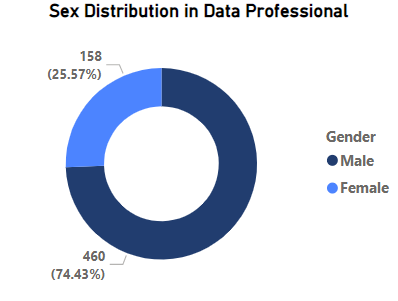 Sex Distribution in Data Professional
158
(25.57%)
Gender
Male
Female
460
(74.43%)